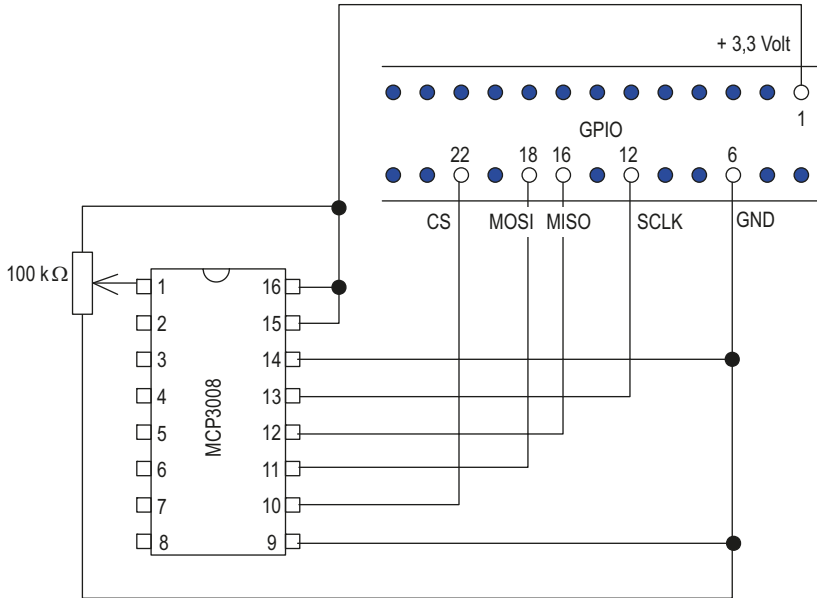 + 3,3 Volt
1
GPIO
22 18 16 12 6
CS MOSI MISO SCLK GND
100 kΩ
1 16
2 15
3 14
4 13
5 12
6 11
7 10
8 9
MCP3008